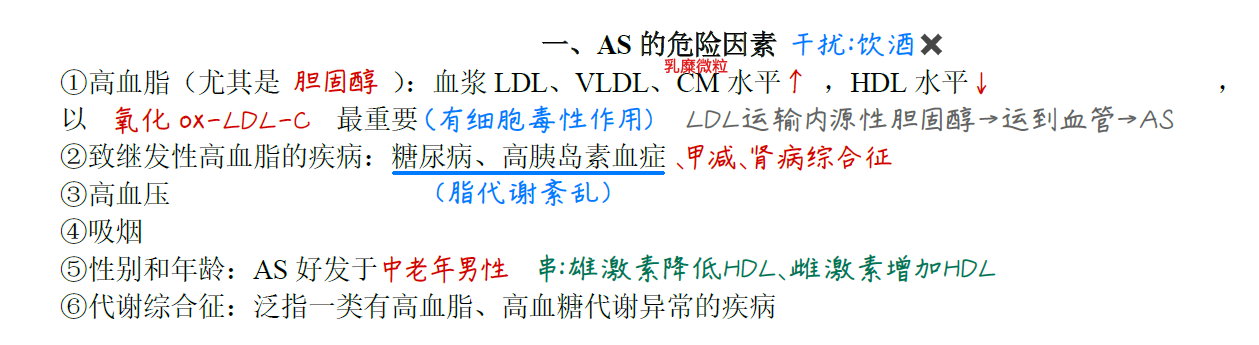 一、AS 的危险因素 干扰:饮酒✖
乳糜微粒
①高血脂（尤其是 胆固醇 ）：血浆 LDL、VLDL、CM 水平↑ ，HDL 水平↓ ，
以 氧化 ox-LDL-C 最重要(有细胞毒性作用) LDL运输内源性胆固醇→运到血管→AS
②致继发性高血脂的疾病：糖尿病、高胰岛素血症、甲减、肾病综合征
③高血压 (脂代谢紊乱)
④吸烟
⑤性别和年龄：AS 好发于中老年男性 串:雄激素降低HDL、雌激素增加HDL
⑥代谢综合征：泛指一类有高血脂、高血糖代谢异常的疾病